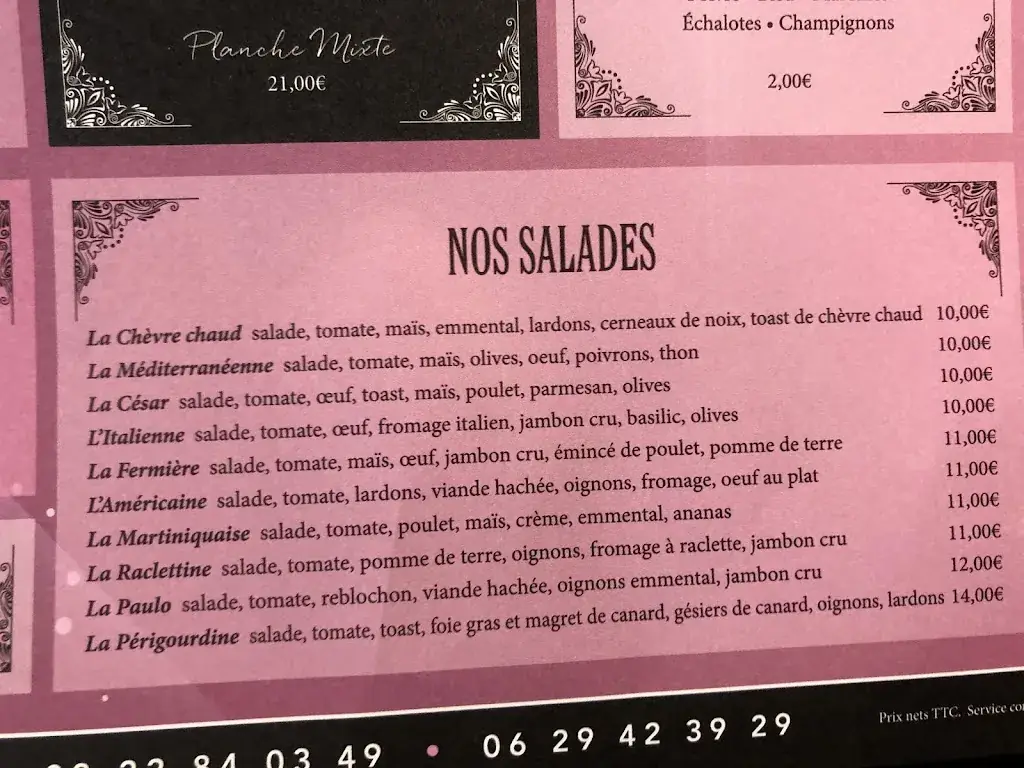 Planche Mixte
21,00€
Échalotes • Champignons
2,00€
NOS SALADES
La Chèvre chaud salade, tomate, maïs, emmental, lardons, cerneaux de noix, toast de chèvre chaud 10,00€
La Méditerranéenne salade, tomate, maïs, olives, oeuf, poivrons, thon 10,00€
La César salade, tomate, œuf, toast, maïs, poulet, parmesan, olives 10,00€
L'Italienne salade, tomate, œuf, fromage italien, jambon cru, basilic, olives 10,00€
La Fermière salade, tomate, maïs, œuf, jambon cru, émincé de poulet, pomme de terre 11,00€
L'Américaine salade, tomate, lardons, viande hachée, oignons, fromage, oeuf au plat 11,00€
La Martiniquaise salade, tomate, poulet, maïs, crème, emmental, ananas 11,00€
La Raclettine salade, tomate, pomme de terre, oignons, fromage à raclette, jambon cru 11,00€
La Paulo salade, tomate, reblochon, viande hachée, oignons emmental, jambon cru 12,00€
La Périgourdine salade, tomate, toast, foie gras et magret de canard, gésiers de canard, oignons, lardons 14,00€
84 03 49 • 06 29 42 39 29
Prix nets TTC. Service